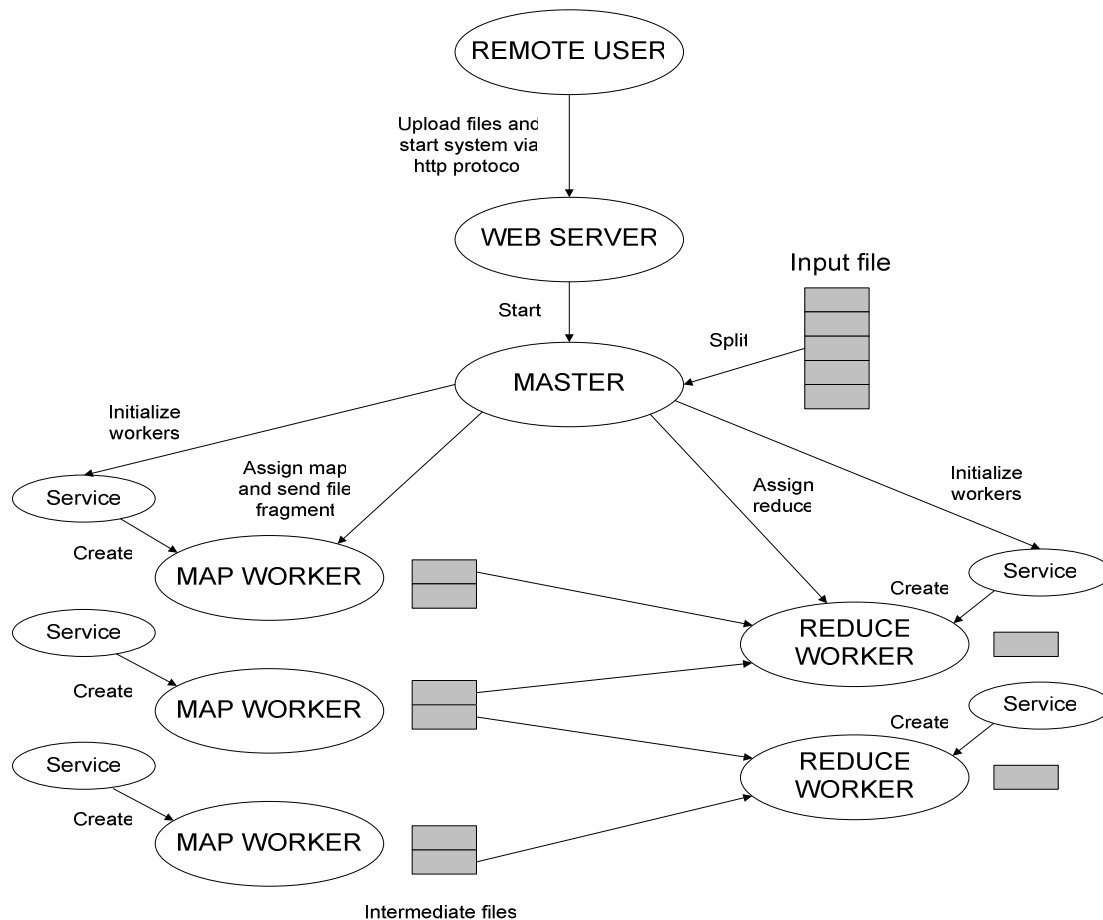 REMOTE USER
Upload files and
start system via
http protoco
WEB SERVER
Input file
Start
Split
MASTER
Initialize
workers
Assign map
and send file
fragment
Assign
reduce
Initialize
workers
Service
Create
MAP WORKER
Service
Create
REDUCE
WORKER
Service
Create
MAP WORKER
Service
Create
REDUCE
WORKER
Service
Create
MAP WORKER
Intermediate files